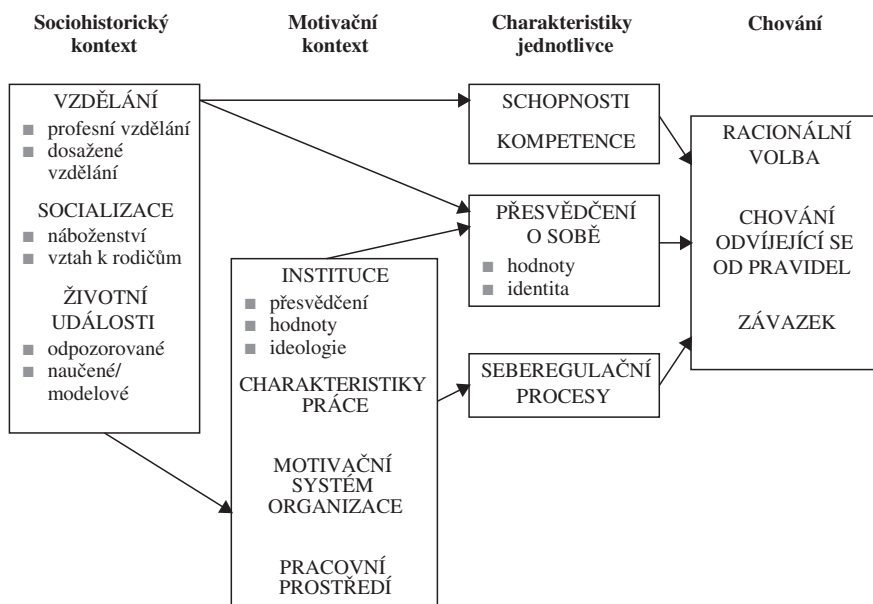 Sociohistorický
kontext
Motivační
kontext
Charakteristiky
jednotlivce
Chování
VZDĚLÁNÍ
■ profesní vzdělání
■ dosažené
vzdělání
SOCIALIZACE
■ náboženství
■ vztah k rodičům
ŽIVOTNÍ
UDÁLOSTI
■ odpozorované
■ naučené/
modelové
INSTITUCE
■ přesvědčení
■ hodnoty
■ ideologie
CHARAKTERISTIKY
PRÁCE
MOTIVAČNÍ
SYSTÉM
ORGANIZACE
PRACOVNÍ
PROSTŘEDÍ
SCHOPNOSTI
KOMPETENCE
PŘESVĚDČENÍ
O SOBĚ
■ hodnoty
■ identita
SEBEREGULAČNÍ
PROCESY
RACIONÁLNÍ
VOLBA
CHOVÁNÍ
ODVÍJEJÍCÍ SE
OD PRAVIDEL
ZÁVAZEK